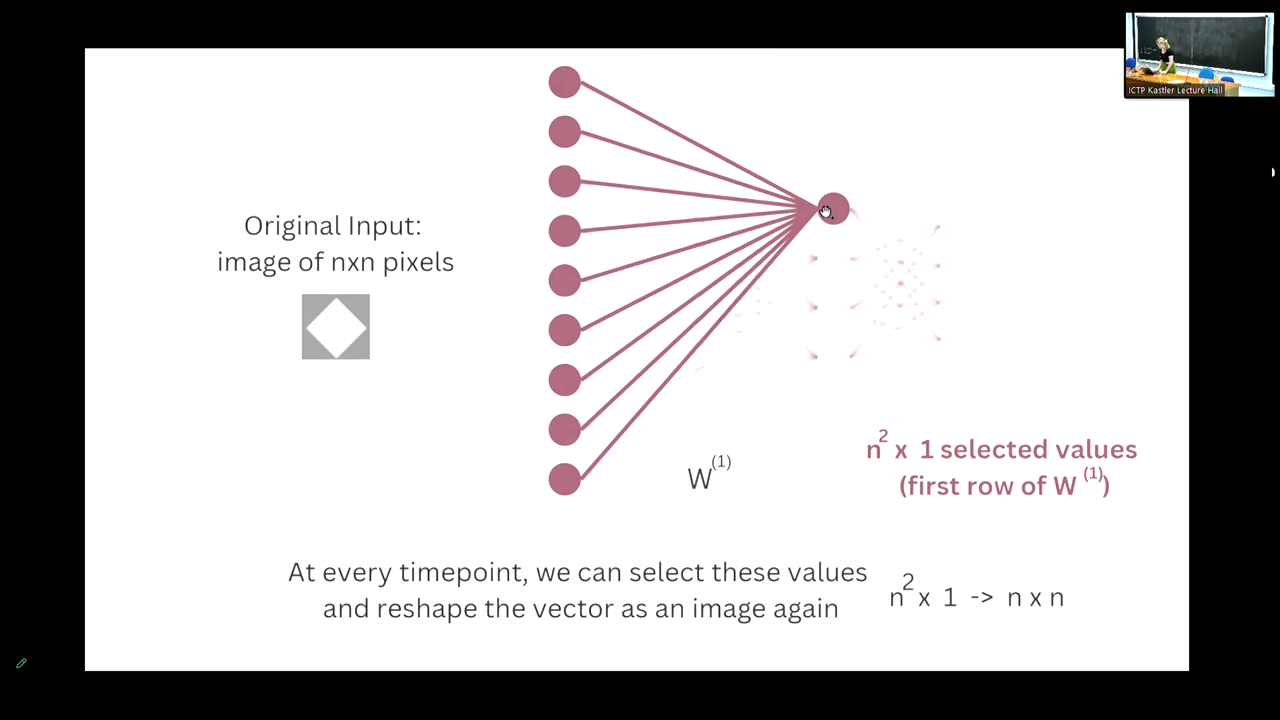 ICTP Kastler Lecture Hall
Original Input:
image of nxn pixels
W(1)
n2 x 1 selected values
(first row of W (1))
At every timepoint, we can select these values
and reshape the vector as an image again
n2 x 1 -> n x n